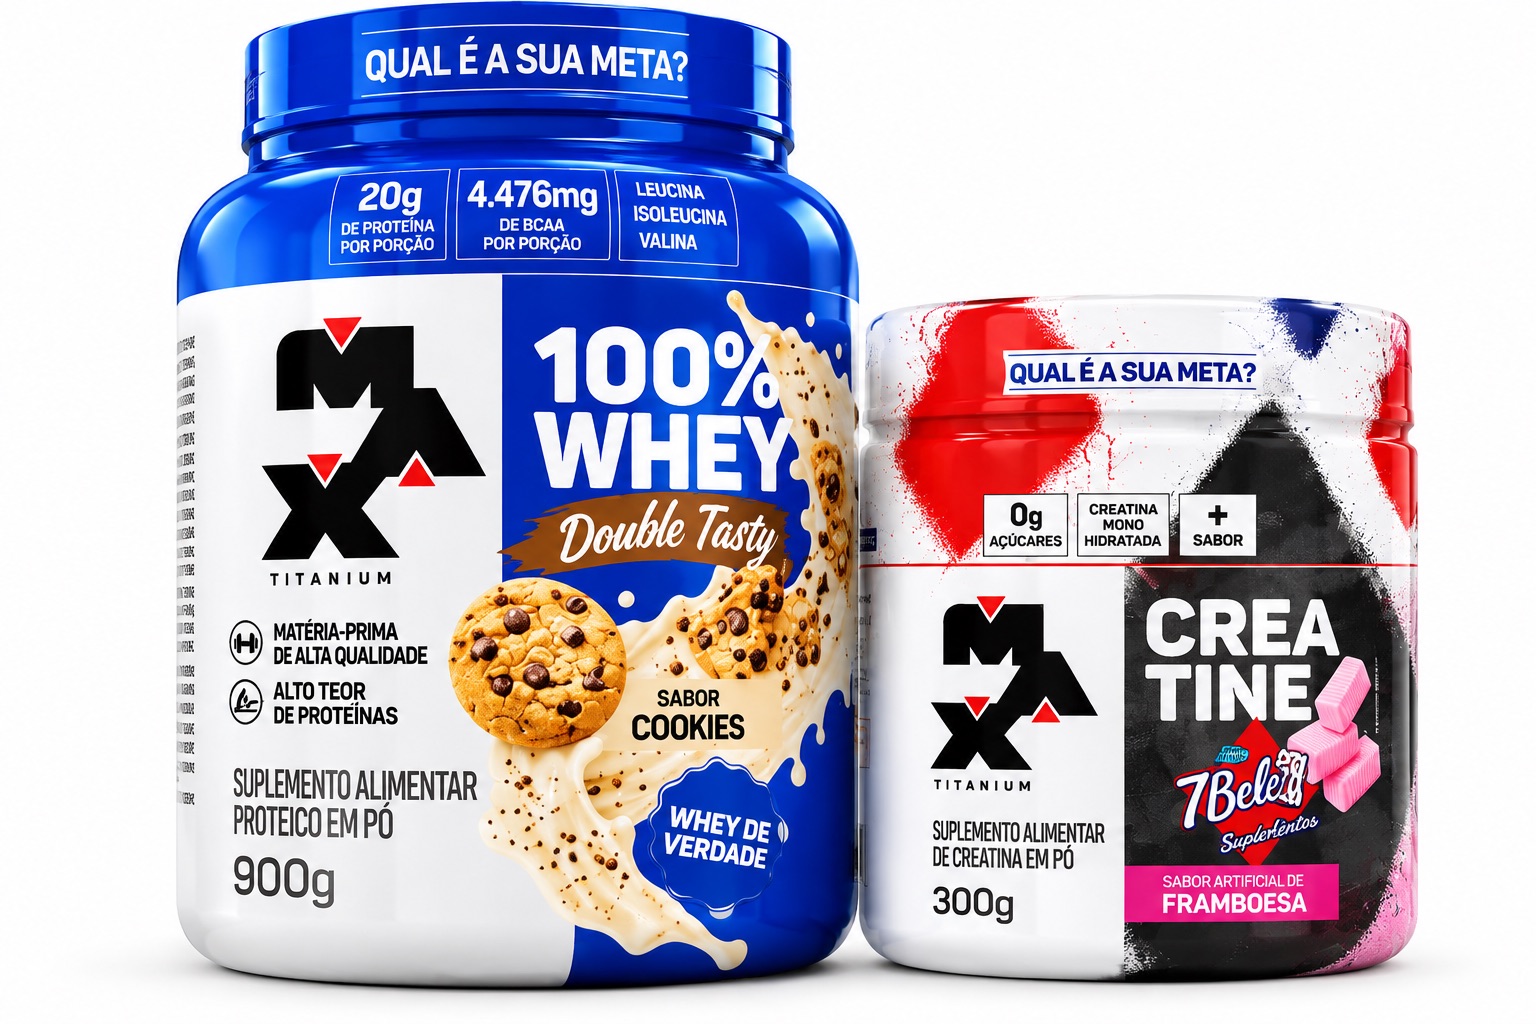 QUAL É A SUA META?
20g
DE PROTEÍNA
POR PORÇÃO
4.476mg
DE BCAA
POR PORÇÃO
LEUCINA
ISOLEUCINA
VALINA
MAX
TITANIUM
100%
WHEY
Double Tasty
MATÉRIA-PRIMA
DE ALTA QUALIDADE
ALTO TEOR
DE PROTEÍNAS
SABOR
COOKIES
SUPLEMENTO ALIMENTAR
PROTEICO EM PÓ
900g
WHEY DE
VERDADE
QUAL É A SUA META?
0g
AÇÚCARES
CREATINA
MONO
HIDRATADA
+
SABOR
MAX
TITANIUM
CREA
TINE
7Belo
SUPLEMENTO ALIMENTAR
DE CREATINA EM PÓ
300g
SABOR ARTIFICIAL DE
FRAMBOESA